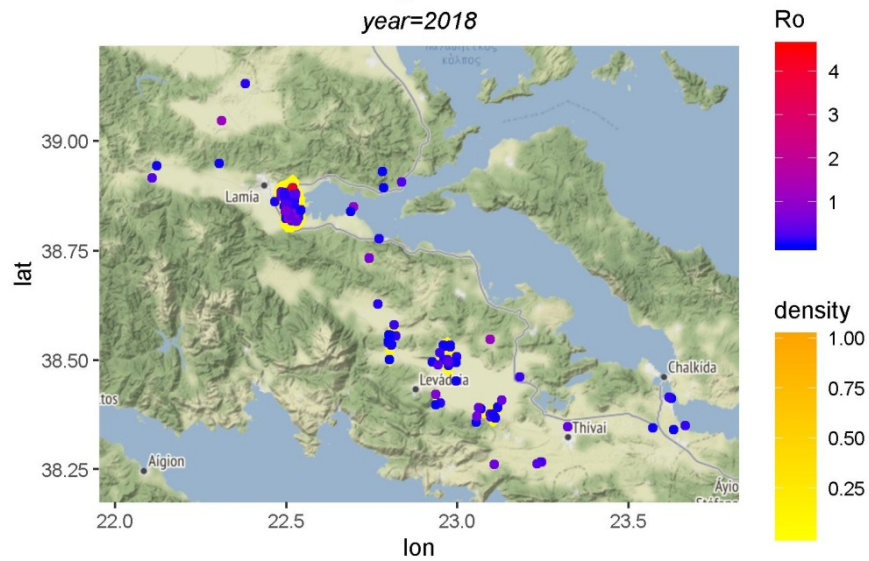 year=2018
Ro
κόλπος
4
39.00
3
2
Lamia
1
38.75
lat
density
1.00
38.50
Chalkida
0.75
Thivai
0.50
38.25
Aigion
0.25
22.0
22.5
23.0
23.5
lon